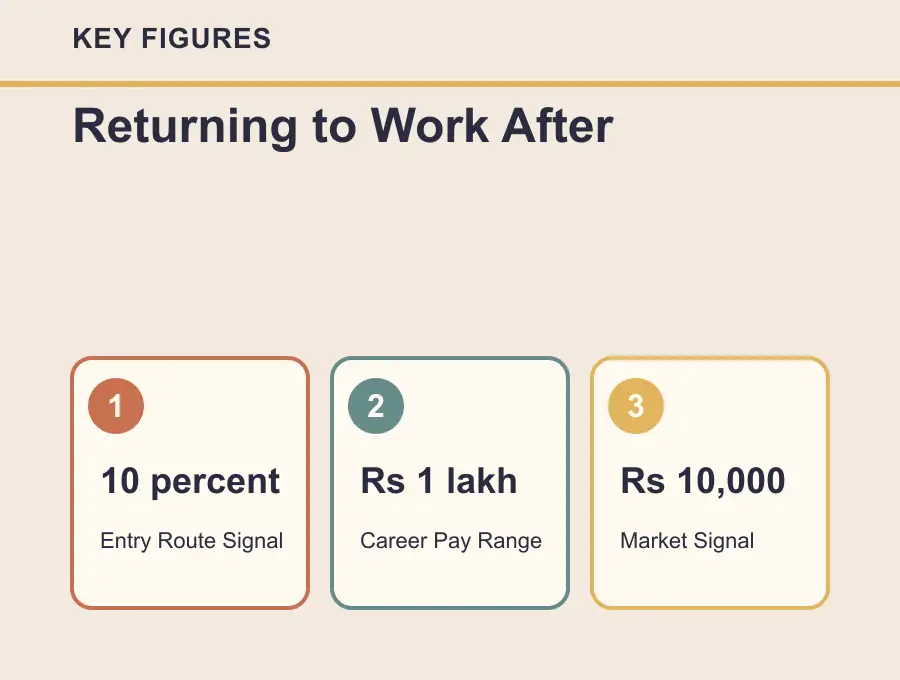 KEY FIGURES
Returning to Work After
1
10 percent
Entry Route Signal
2
Rs 1 lakh
Career Pay Range
3
Rs 10,000
Market Signal